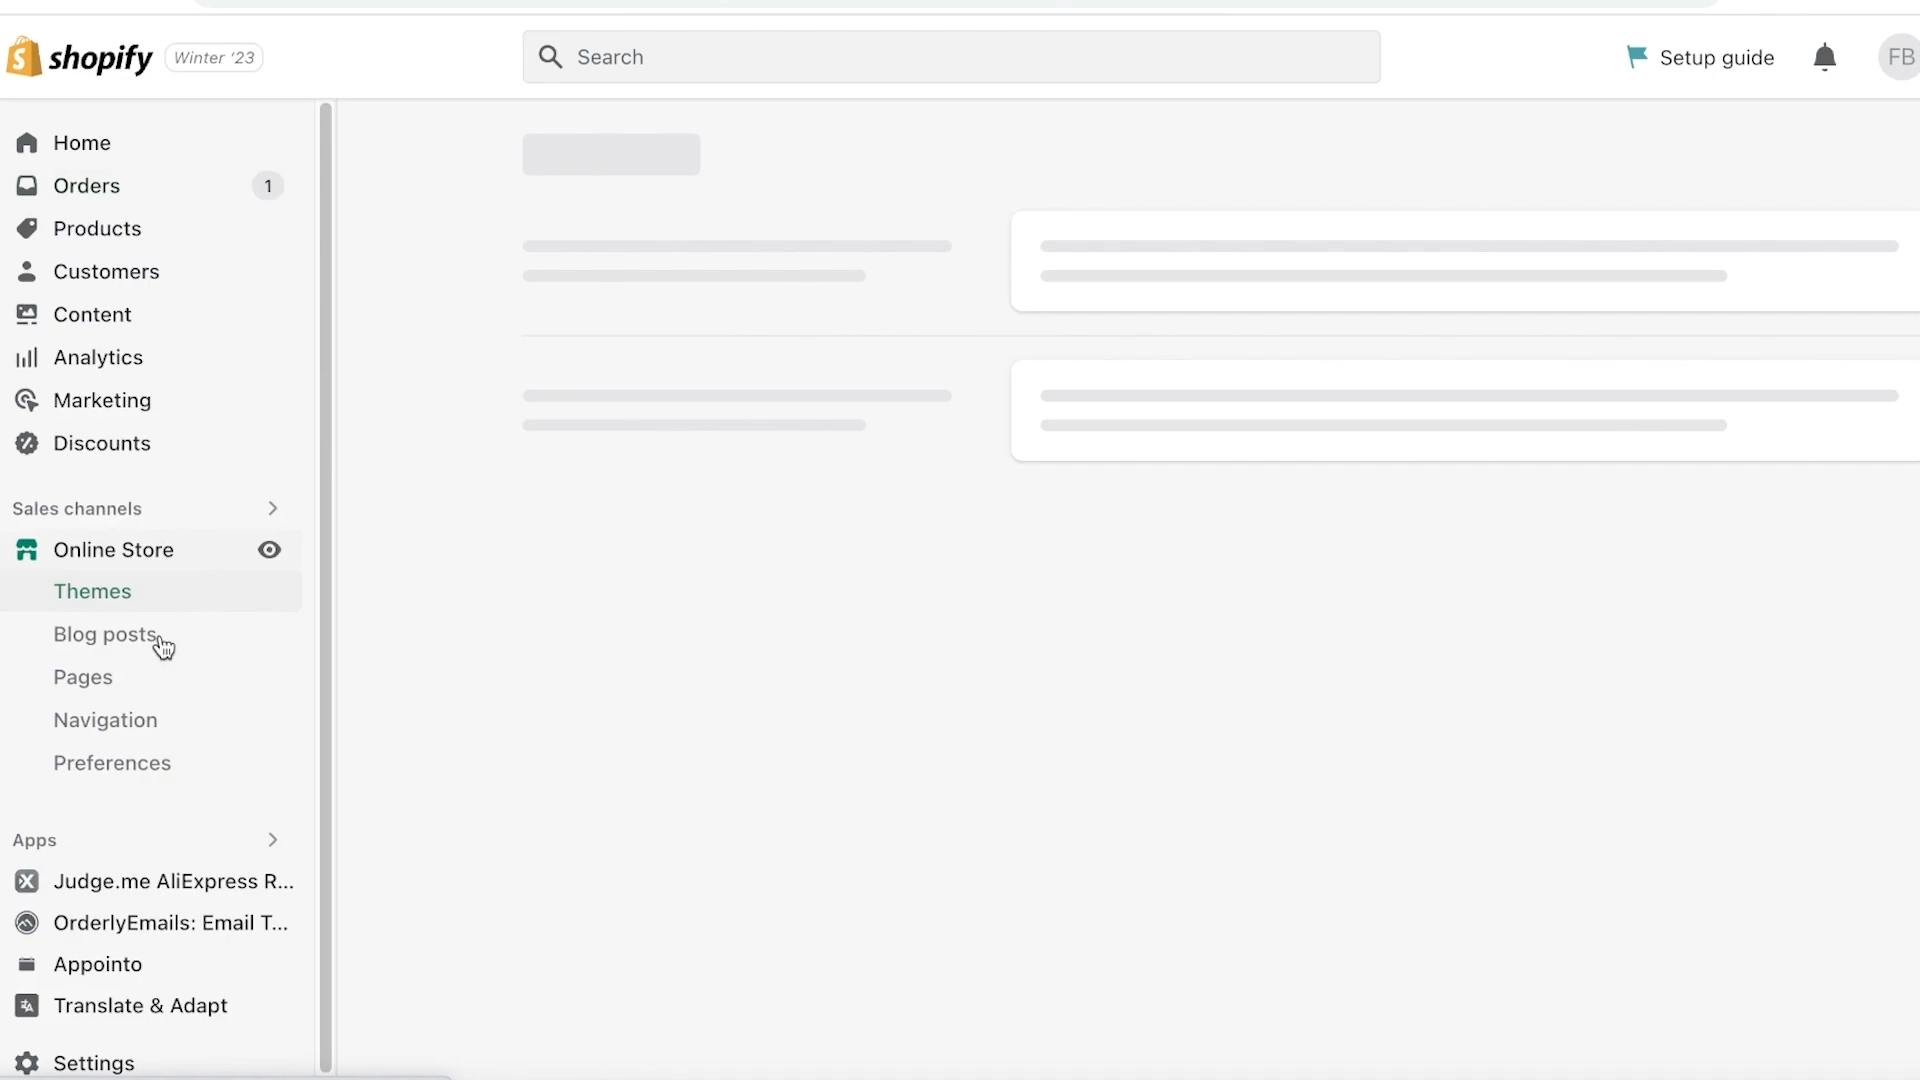 shopify
Winter '23
Search
Setup guide
FB
Home
Orders
1
Products
Customers
Content
Analytics
Marketing
Discounts
Sales channels
Online Store
Themes
Blog posts
Pages
Navigation
Preferences
Apps
Judge.me AliExpress R...
OrderlyEmails: Email T...
Appointo
Translate & Adapt
Settings